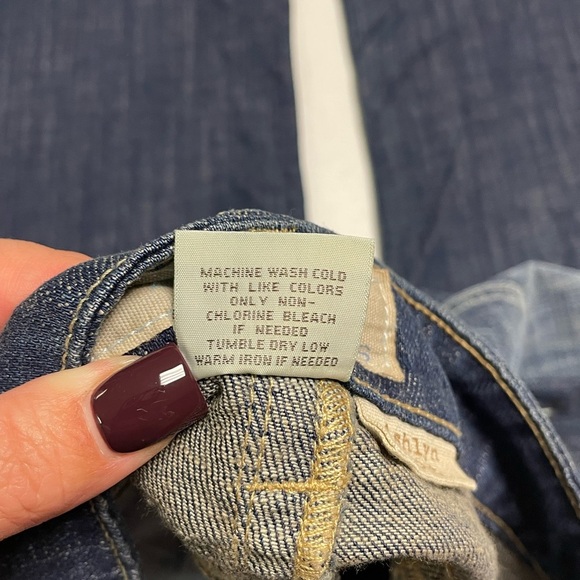 MACHINE WASH COLD
WITH LIKE COLORS
ONLY NON-
CHLORINE BLEACH
IF NEEDED
TUMBLE DRY LOW
WARM IRON IF NEEDED